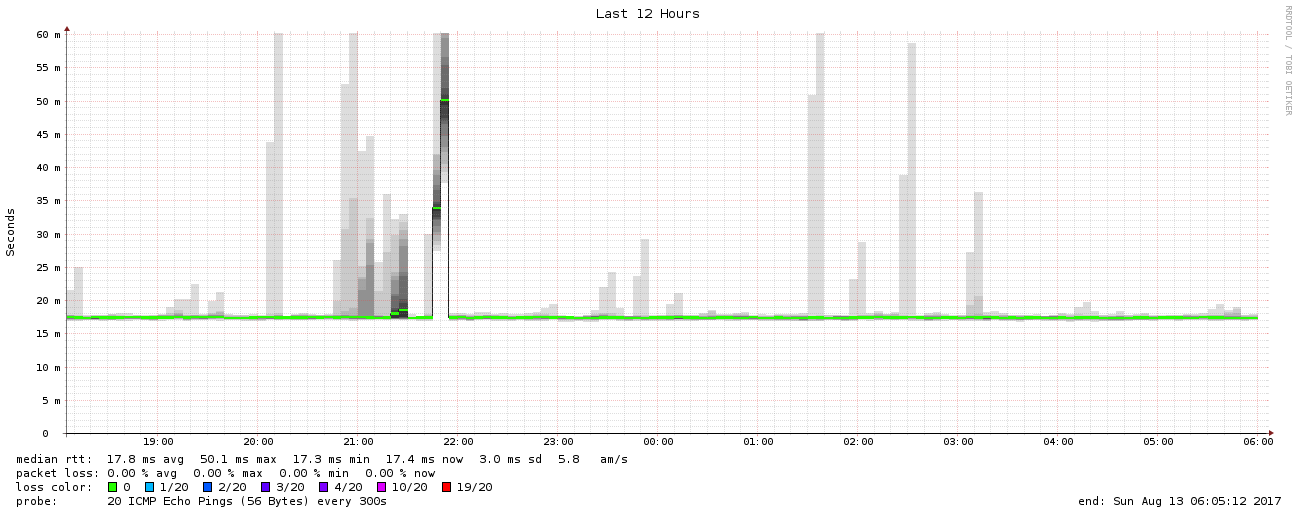 Last 12 Hours
RRDTOOL / TOBI OETIKER
Seconds
60 m
55 m
50 m
45 m
40 m
35 m
30 m
25 m
20 m
15 m
10 m
5 m
0
19:00 20:00 21:00 22:00 23:00 00:00 01:00 02:00 03:00 04:00 05:00 06:00
median rtt: 17.8 ms avg 50.1 ms max 17.3 ms min 17.4 ms now 3.0 ms sd 5.8 am/s
packet loss: 0.00 % avg 0.00 % max 0.00 % min 0.00 % now
loss color: 0 1/20 2/20 3/20 4/20 10/20 19/20
probe: 20 ICMP Echo Pings (56 Bytes) every 300s end: Sun Aug 13 06:05:12 2017